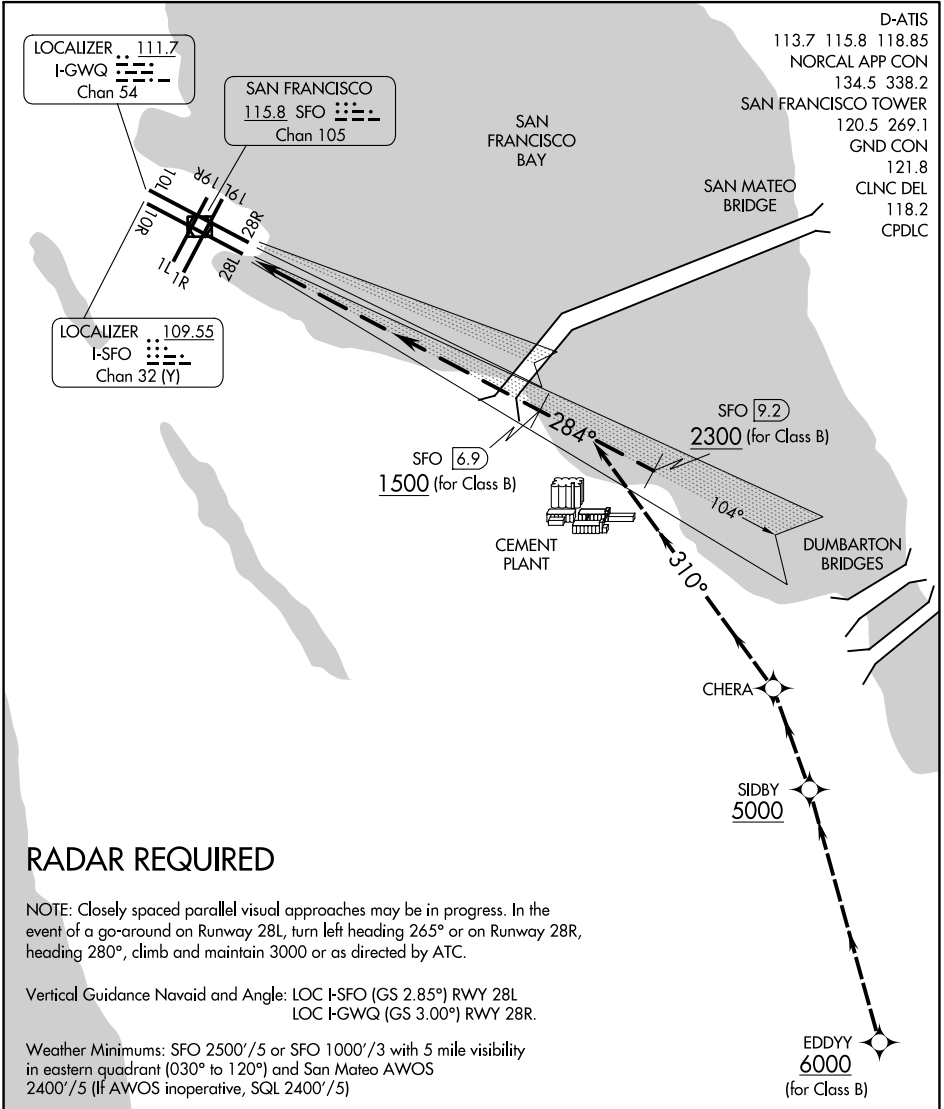 D-ATIS
113.7 115.8 118.85
NORCAL APP CON
134.5 338.2
SAN FRANCISCO TOWER
120.5 269.1
GND CON
121.8
CLNC DEL
118.2
CPDLC
LOCALIZER 111.7
I-GWQ
Chan 54
SAN FRANCISCO
115.8 SFO
Chan 105
SAN
FRANCISCO
BAY
SAN MATEO
BRIDGE
10L
19R
19L
10R
28R
28L
1L
1R
LOCALIZER 109.55
I-SFO
Chan 32 (Y)
SFO 9.2
2300 (for Class B)
284°
SFO 6.9
1500 (for Class B)
104°
CEMENT
PLANT
DUMBARTON
BRIDGES
310°
CHERA
SIDBY
5000
RADAR REQUIRED
NOTE: Closely spaced parallel visual approaches may be in progress. In the
event of a go-around on Runway 28L, turn left heading 265° or on Runway 28R,
heading 280°, climb and maintain 3000 or as directed by ATC.
Vertical Guidance Navaid and Angle: LOC I-SFO (GS 2.85°) RWY 28L
LOC I-GWQ (GS 3.00°) RWY 28R.
Weather Minimums: SFO 2500'/5 or SFO 1000'/3 with 5 mile visibility
in eastern quadrant (030° to 120°) and San Mateo AWOS
2400'/5 (If AWOS inoperative, SQL 2400'/5)
EDDYY
6000
(for Class B)